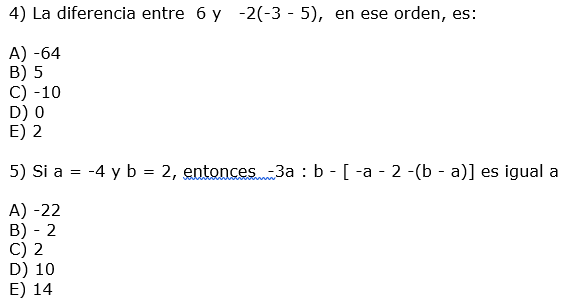 4) La diferencia entre 6 y -2(-3 - 5), en ese orden, es:
A) -64
B) 5
C) -10
D) 0
E) 2
5) Si a = -4 y b = 2, entonces -3a : b - [ -a - 2 -(b - a)] es igual a
A) -22
B) - 2
C) 2
D) 10
E) 14